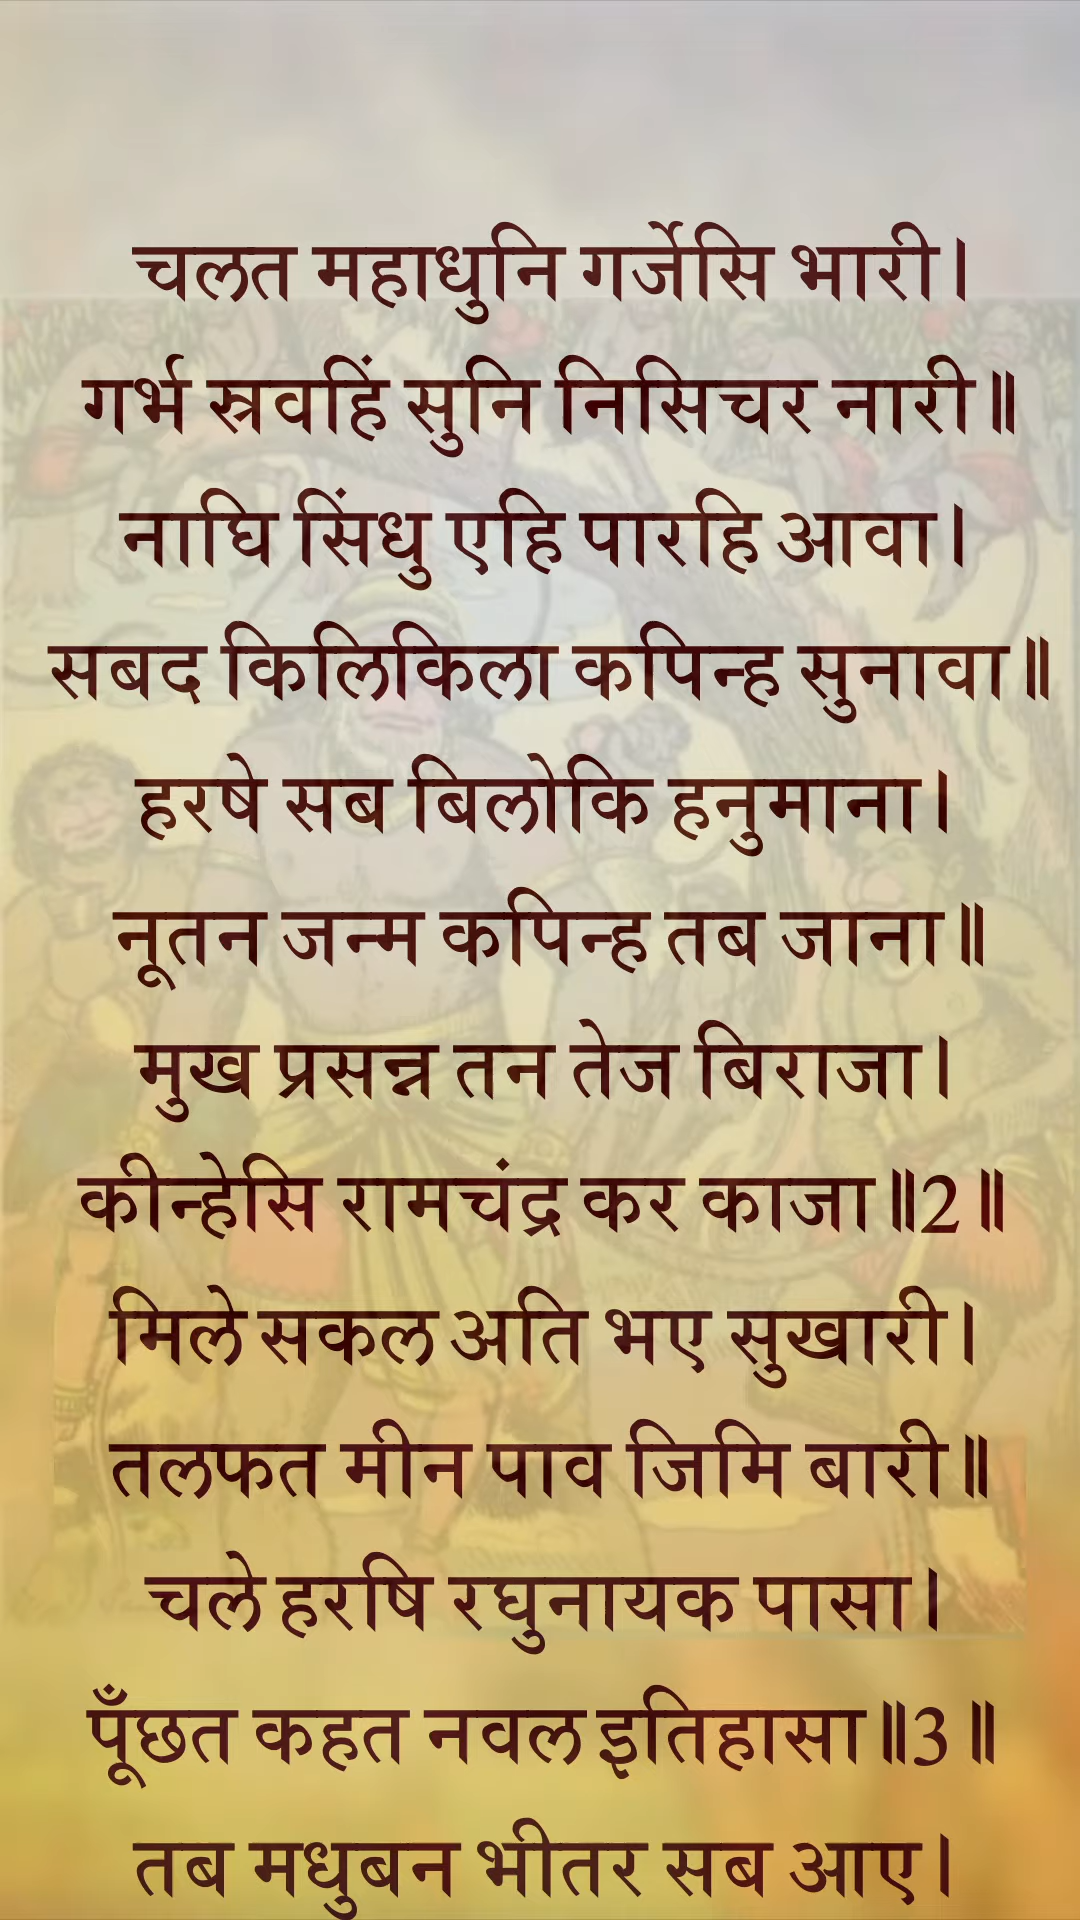 चलत महाधुनि गर्जेसि भारी।
गर्भ स्रवहिं सुनि निसिचर नारी॥
नाघि सिंधु एहि पारहि आवा।
सबद किलिकिला कपिन्ह सुनावा॥
हरषे सब बिलोकि हनुमाना।
नूतन जन्म कपिन्ह तब जाना॥
मुख प्रसन्न तन तेज बिराजा।
कीन्हेसि रामचंद्र कर काजा॥2॥
मिले सकल अति भए सुखारी।
तलफत मीन पाव जिमि बारी॥
चले हरषि रघुनायक पासा।
पूँछत कहत नवल इतिहासा॥3॥
तब मधुबन भीतर सब आए।